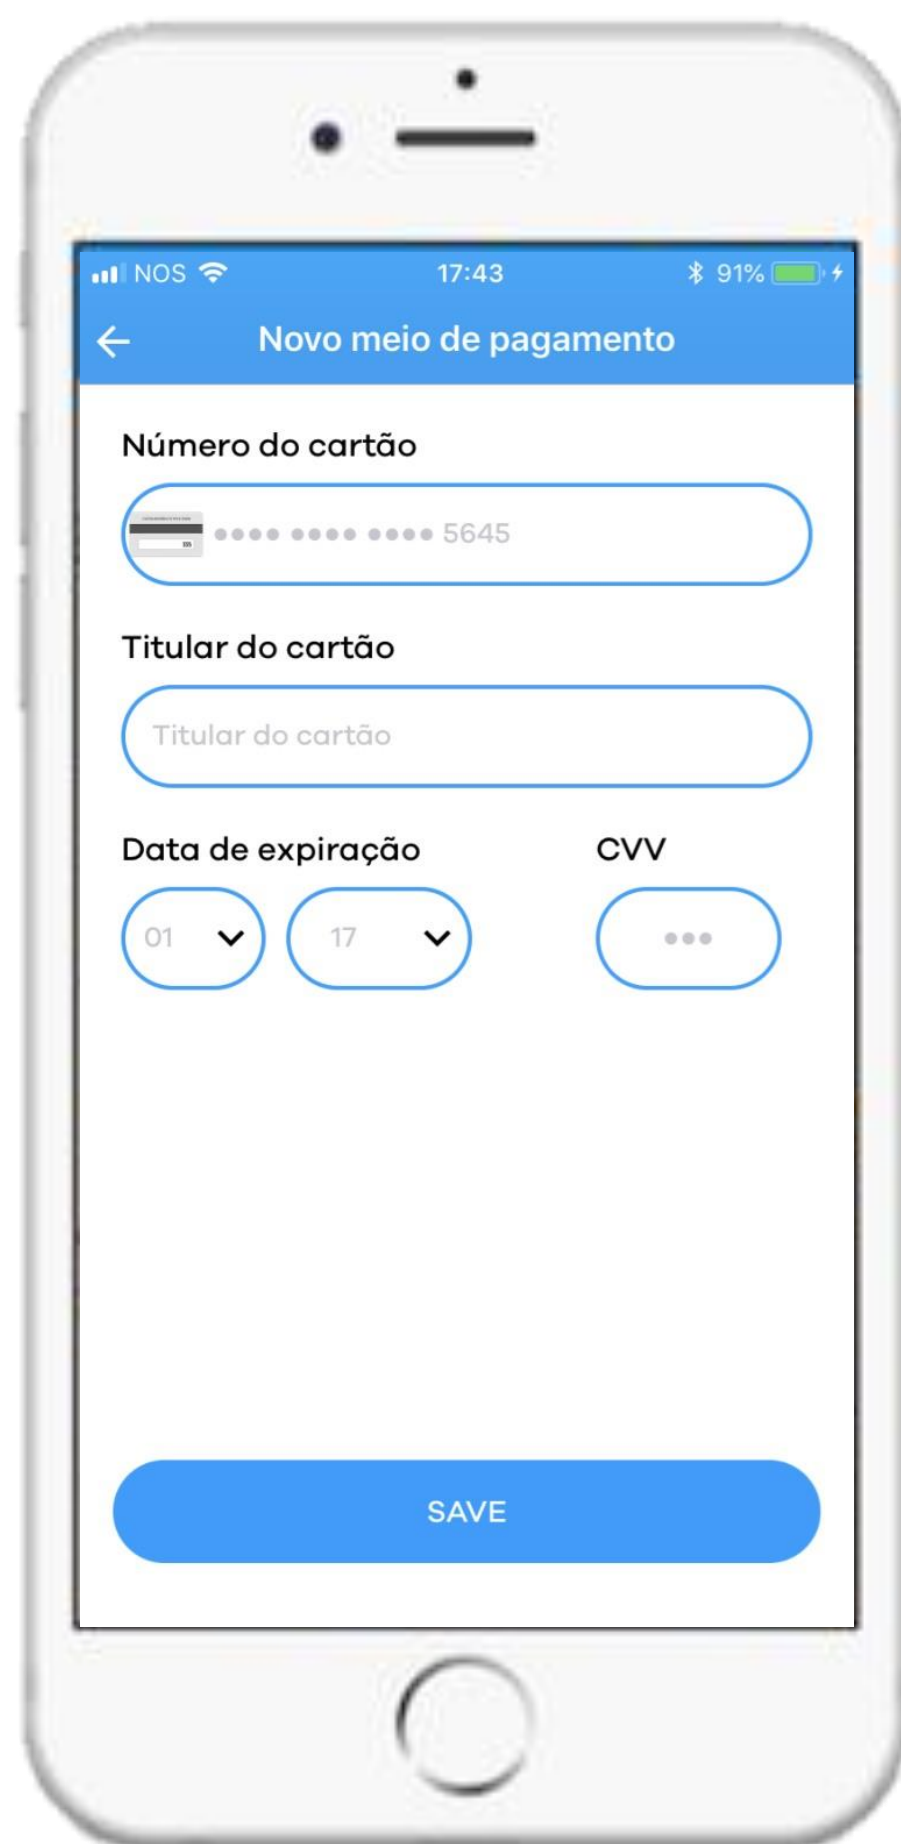 NOS 17:43 91%
Novo meio de pagamento
Número do cartão
•••• •••• •••• 5645
Titular do cartão
Titular do cartão
Data de expiração CVV
01 17 •••
SAVE